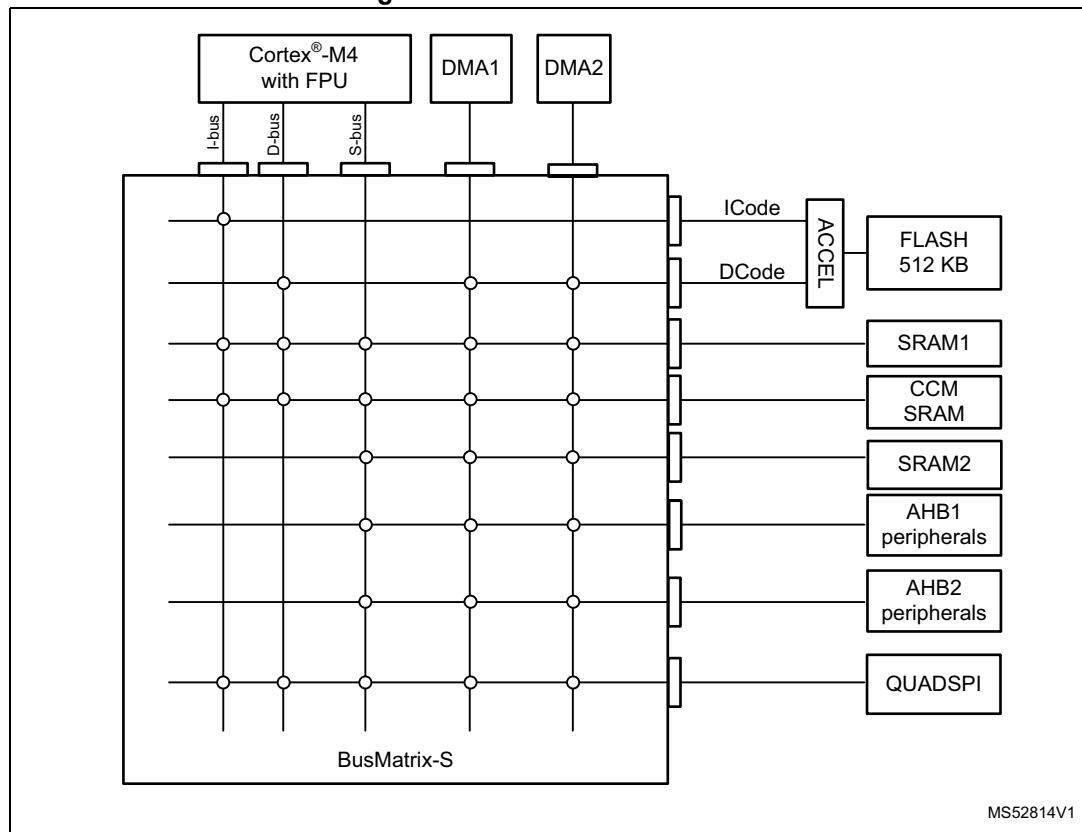 g
Cortex®-M4
with FPU
DMA1
DMA2
I-bus
D-bus
S-bus
ICode
DCode
ACCEL
FLASH
512 KB
SRAM1
CCM
SRAM
SRAM2
AHB1
peripherals
AHB2
peripherals
QUADSPI
BusMatrix-S
MS52814V1